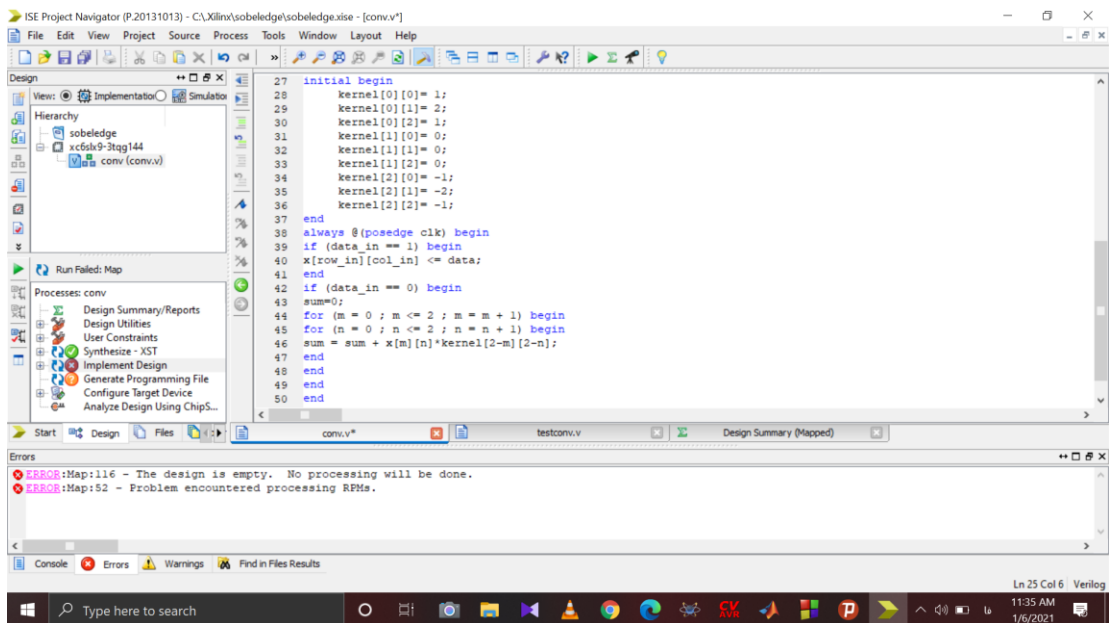 ISE Project Navigator (P.20131013) - C:\.Xilinx\sobeledge\sobeledge.xise - [conv.v*]
File Edit View Project Source Process Tools Window Layout Help
Design
View: Implementation Simulation
Hierarchy
sobeledge
xc6slx9-3tqg144
conv (conv.v)
Run Failed: Map
Processes: conv
Design Summary/Reports
Design Utilities
User Constraints
Synthesize - XST
Implement Design
Generate Programming File
Configure Target Device
Analyze Design Using ChipS...
Start Design Files
27 initial begin
28 kernel[0][0]= 1;
29 kernel[0][1]= 2;
30 kernel[0][2]= 1;
31 kernel[1][0]= 0;
32 kernel[1][1]= 0;
33 kernel[1][2]= 0;
34 kernel[2][0]= -1;
35 kernel[2][1]= -2;
36 kernel[2][2]= -1;
37 end
38 always @(posedge clk) begin
39 if (data_in == 1) begin
40 x[row_in][col_in] <= data;
41 end
42 if (data_in == 0) begin
43 sum=0;
44 for (m = 0 ; m <= 2 ; m = m + 1) begin
45 for (n = 0 ; n <= 2 ; n = n + 1) begin
46 sum = sum + x[m][n]*kernel[2-m][2-n];
47 end
48 end
49 end
50 end
conv.v* testconv.v Design Summary (Mapped)
Errors
ERROR:Map:116 - The design is empty. No processing will be done.
ERROR:Map:52 - Problem encountered processing RPMs.
Console Errors Warnings Find in Files Results
Ln 25 Col 6 Verilog
Type here to search
CV
AVR
11:35 AM
1/6/2021